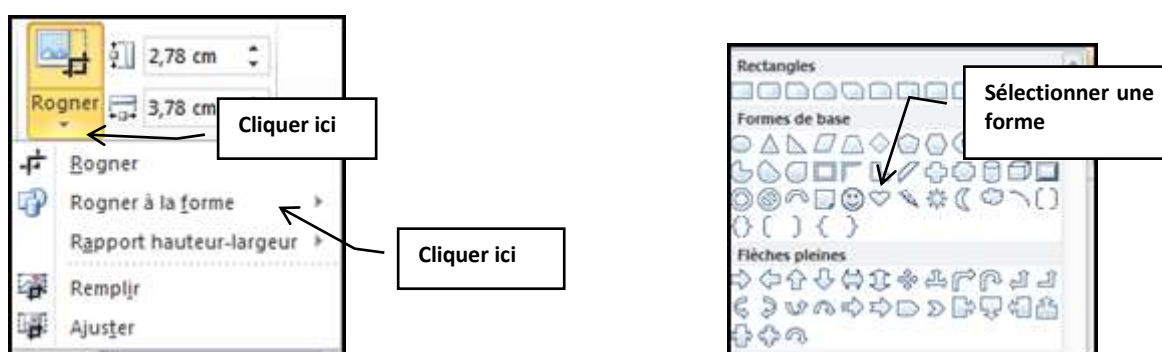 2,78 cm
Rogner
3,78 cm
Cliquer ici
Rogner
Rogner à la forme
Rapport hauteur-largeur
Cliquer ici
Remplir
Ajuster
Rectangles
Sélectionner une
forme
Formes de base
Flèches pleines